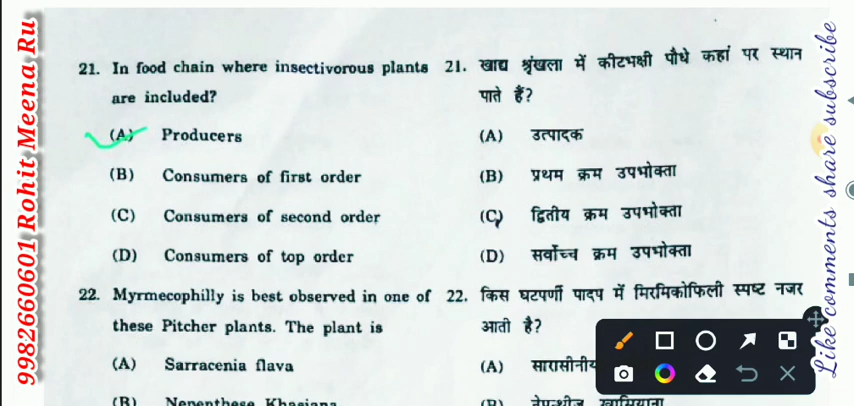 21. In food chain where insectivorous plants are included?
(A) Producers
(B) Consumers of first order
(C) Consumers of second order
(D) Consumers of top order
22. Myrmecophilly is best observed in one of these Pitcher plants. The plant is
(A) Sarracenia flava
(B) Nepenthese Khasiana
21. खाद्य श्रृंखला में कीटभक्षी पौधे कहां पर स्थान
पाते हैं?
(A) उत्पादक
(B) प्रथम क्रम उपभोक्ता
(C) द्वितीय क्रम उपभोक्ता
(D) सर्वोच्च क्रम उपभोक्ता
22. किस घटपर्णी पादप में मिरमिकोफिली स्पष्ट नजर
आती है?
(A)
(B) नेपन्थीज खासियाना
9982660601 Rohit Meena Ru
Like comments share subscribe